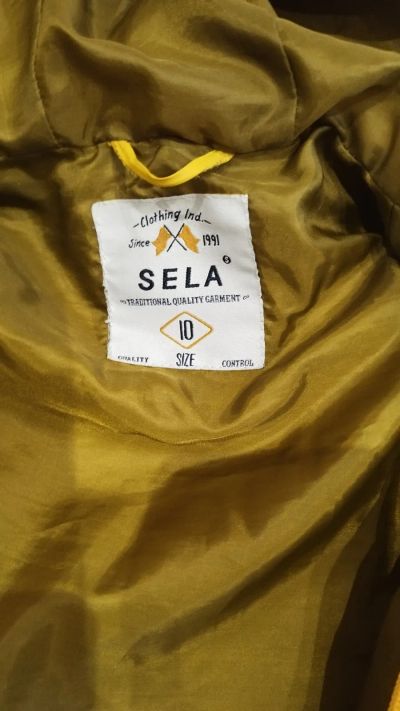 Clothing Ind.
Since 1991
SELA
TRADITIONAL QUALITY GARMENT
10
QUALITY SIZE CONTROL